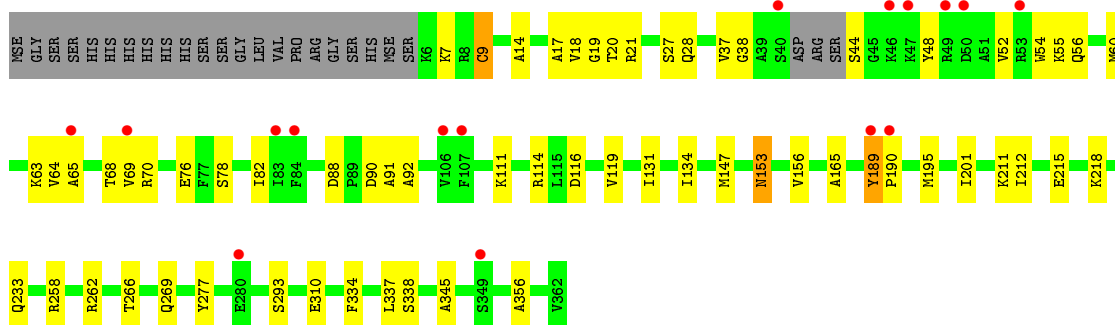 MSE GLY SER SER HIS HIS HIS HIS HIS HIS SER SER GLY LEU VAL PRO ARG GLY SER HIS MSE SER K6 K7 R8 C9 A14 A17 V18 G19 T20 R21 S27 Q28 V37 G38 A39 S40 ASP ARG SER S44 G45 K46 K47 Y48 R49 D50 A51 V52 R53 W54 K55 Q56 M60
K63 V64 A65 T68 V69 R70 E76 F77 S78 I82 I83 F84 D88 P89 D90 A91 A92 V106 F107 K111 R114 L115 D116 V119 I131 I134 M147 N153 V156 A165 Y189 P190 M195 I201 K211 I212 E215 K218
Q233 R258 R262 T266 Q269 Y277 E280 S293 E310 F334 L337 S338 A345 S349 A356 V362